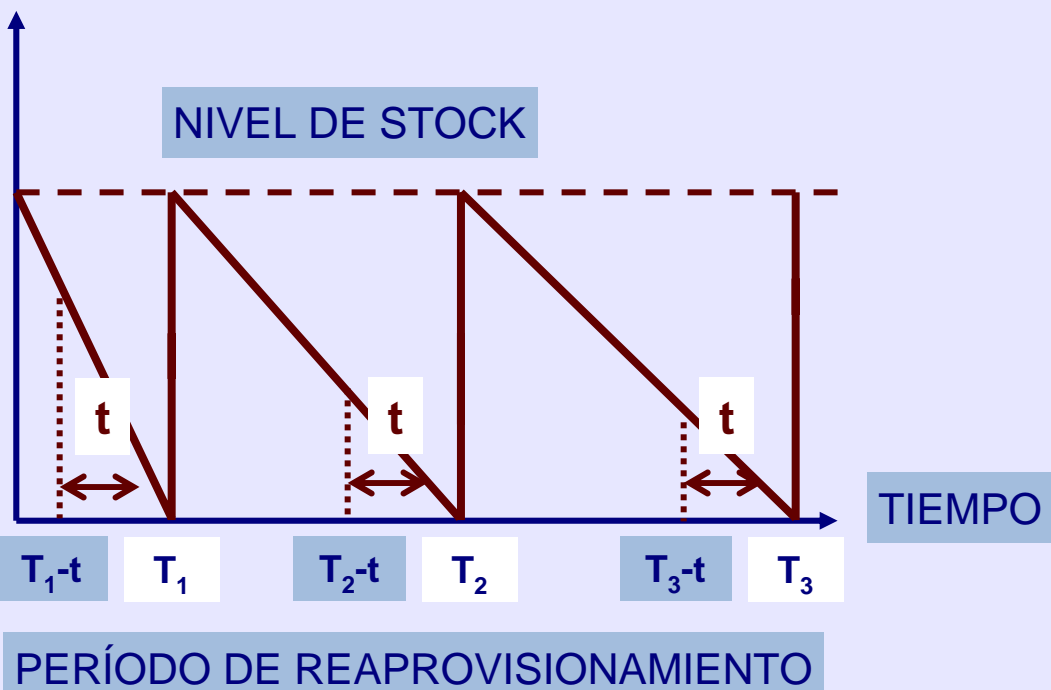 NIVEL DE STOCK
t
t
t
TIEMPO
T₁-t
T₁
T₂-t
T₂
T₃-t
T₃
PERÍODO DE REAPROVISIONAMIENTO